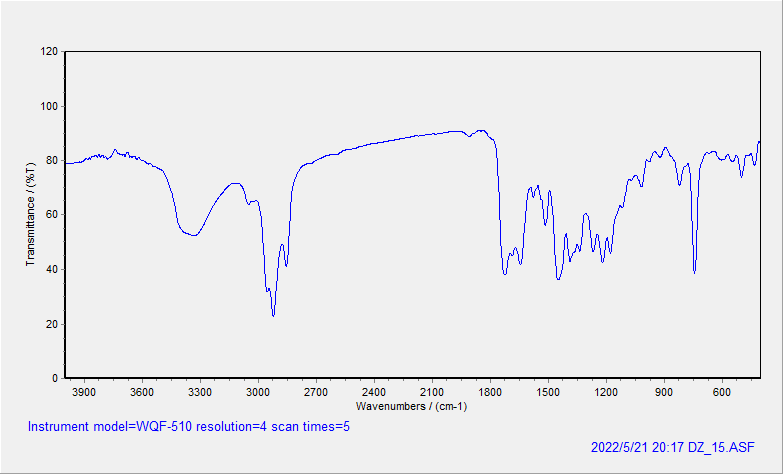 120
100
80
60
40
20
0
Transmittance / (%T)
3900 3600 3300 3000 2700 2400 2100 1800 1500 1200 900 600
Wavenumbers / (cm-1)
Instrument model=WQF-510 resolution=4 scan times=5
2022/5/21 20:17 DZ_15.ASF